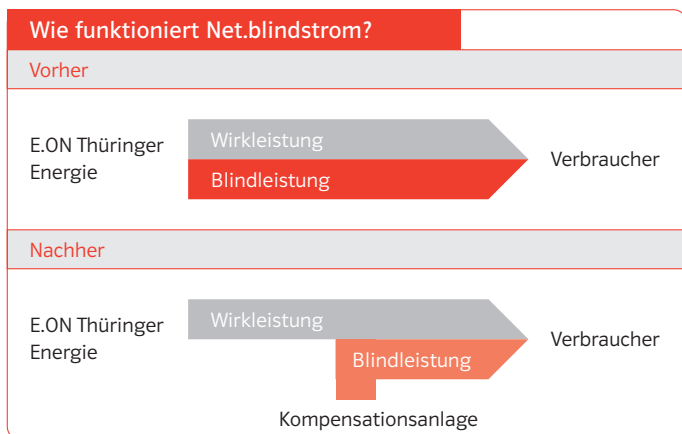 Wie funktioniert Net.blindstrom?
Vorher
E.ON Thüringer
Energie
Wirkleistung
Blindleistung
Verbraucher
Nachher
E.ON Thüringer
Energie
Wirkleistung
Blindleistung
Verbraucher
Kompensationsanlage